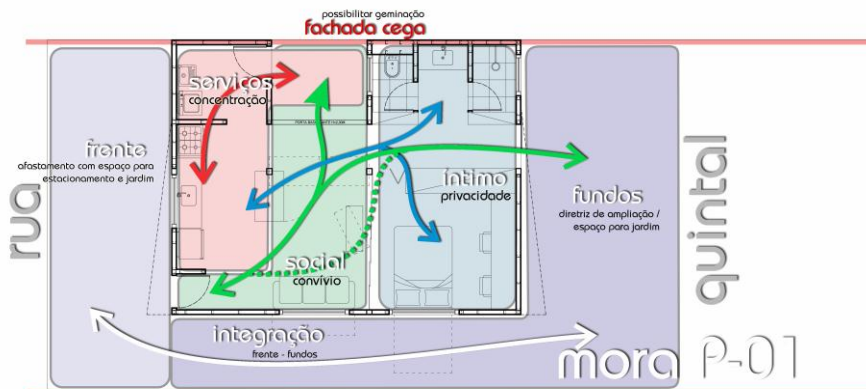 possibilitar geminação
fachada cega
serviços
concentração
frente
afastamento com espaço para
estacionamento e jardim
rua
íntimo
privacidade
fundos
diretriz de ampliação /
espaço para jardim
quintal
social
convívio
integração
frente - fundos
mora P-01